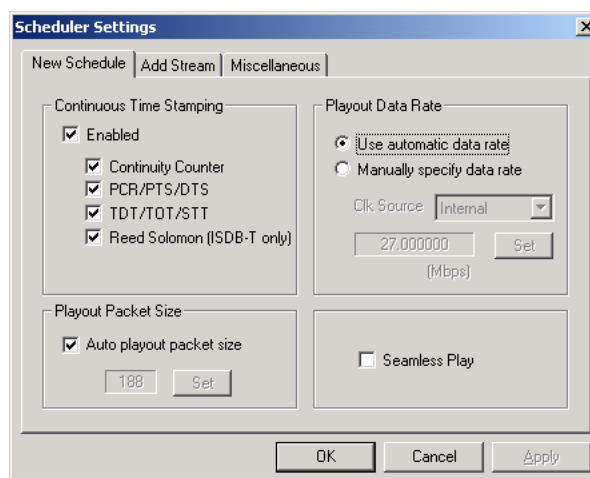 Scheduler Settings
New Schedule
Add Stream
Miscellaneous
Continuous Time Stamping
Enabled
Continuity Counter
PCR/PTS/DTS
TDT/TOT/STT
Reed Solomon (ISDB-T only)
Playout Data Rate
Use automatic data rate
Manually specify data rate
Clk Source
Internal
27.000000
Set
(Mbps)
Playout Packet Size
Auto playout packet size
188
Set
Seamless Play
OK
Cancel
Apply